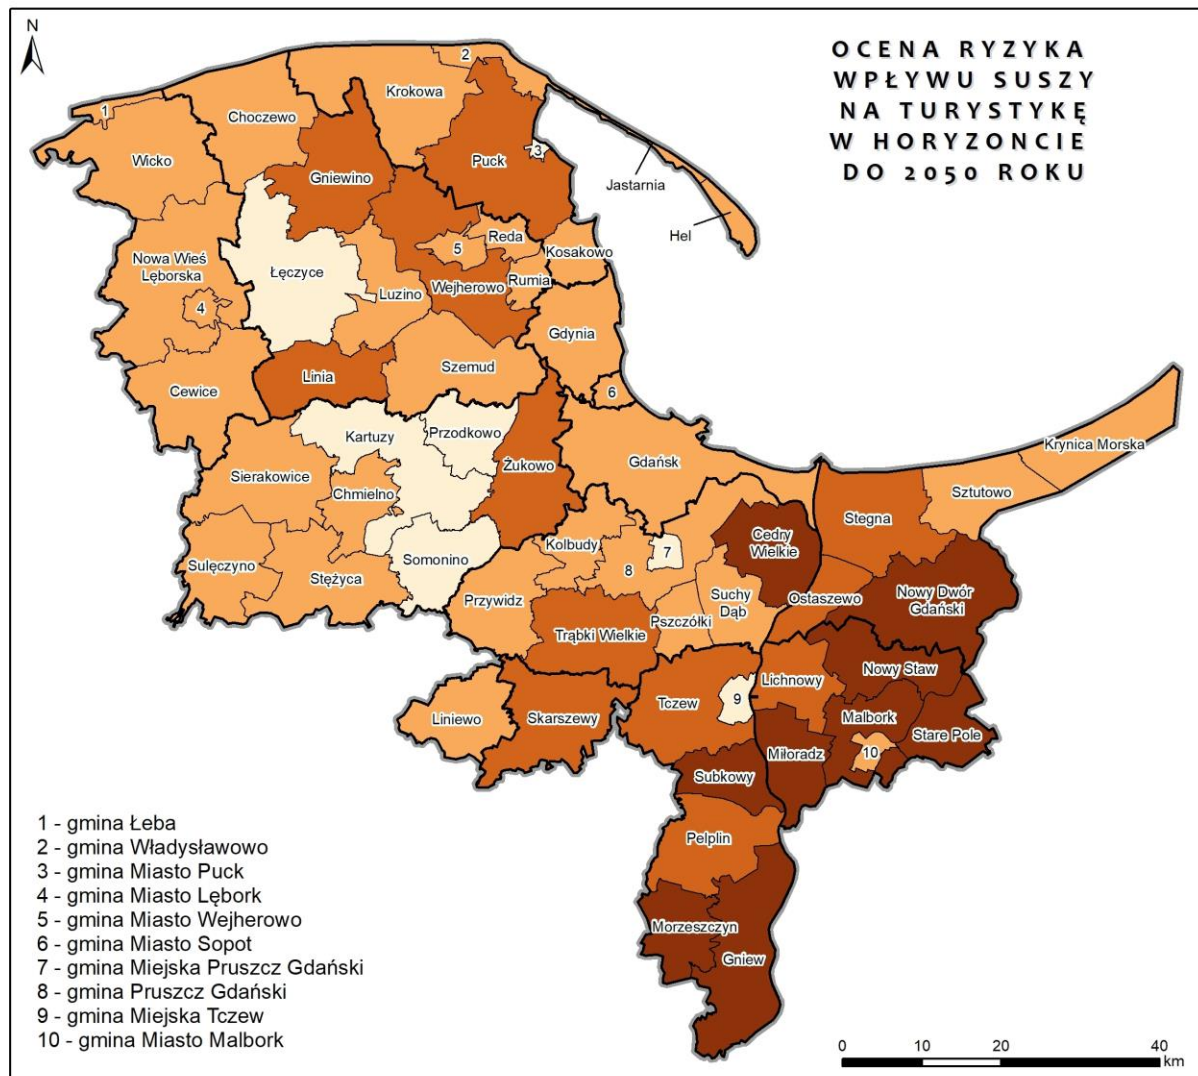 N
OCENA RYZYKA
WPŁYWU SUSZY
NA TURYSTYKĘ
W HORYZONCIE
DO 2050 ROKU
2
1
Krokowa
Choczewo
3
Wicko
Puck
Gniewino
Jastarnia
Hel
Reda
5
Kosakowo
Nowa Wieś
Lęborska
Łęczyce
Rumia
Wejherowo
Luzino
4
Gdynia
Szemud
Linia
Cewice
6
Kartuzy
Przodkowo
Krynica Morska
Gdańsk
Żukowo
Sierakowice
Chmielno
Sztutowo
Stegna
Cedry
Wielkie
Kolbudy
7
Somonino
Sulęczyno
8
Stężyca
Nowy Dwór
Gdański
Suchy
Dąb
Ostaszewo
Przywidz
Pszczółki
Trąbki Wielkie
Nowy Staw
Lichnowy
Tczew
9
Liniewo
Skarszewy
Malbork
Stare Pole
10
Miłoradz
Subkowy
Pelplin
Morzeszczyn
Gniew
1 - gmina Łeba
2 - gmina Władysławowo
3 - gmina Miasto Puck
4 - gmina Miasto Lębork
5 - gmina Miasto Wejherowo
6 - gmina Miasto Sopot
7 - gmina Miejska Pruszcz Gdański
8 - gmina Pruszcz Gdański
9 - gmina Miejska Tczew
10 - gmina Miasto Malbork
0 10 20 40
km